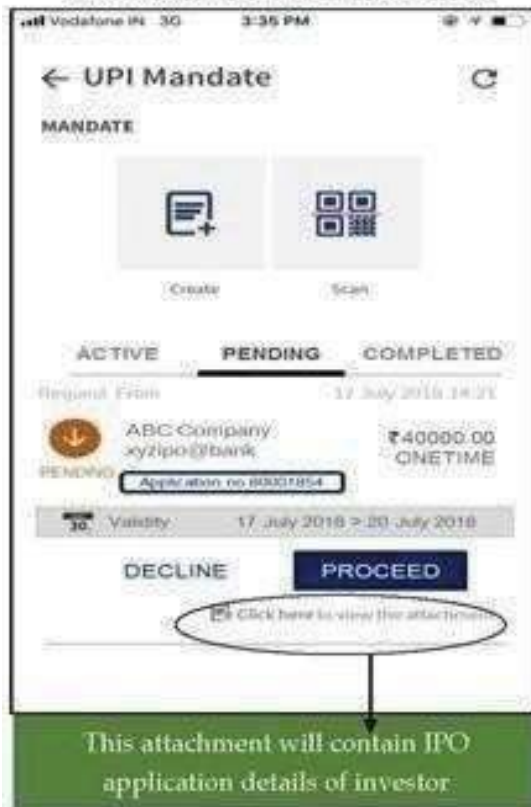 Vodafone IN 3G 3:35 PM
← UPI Mandate
MANDATE
Create Scan
ACTIVE PENDING COMPLETED
Request From 17 July 2018 14:21
ABC Company ₹40000.00
xyzipo@bank ONETIME
PENDING
Application no 80001854
30 Validity 17 July 2018 > 20 July 2018
DECLINE PROCEED
Click here to view the attachment
This attachment will contain IPO
application details of investor